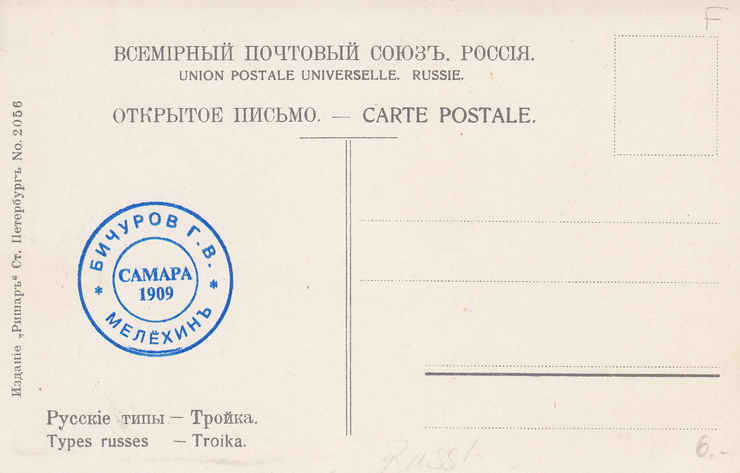 F
ВСЕМІРНЫЙ ПОЧТОВЫЙ СОЮЗЪ. РОССІЯ.
UNION POSTALE UNIVERSELLE. RUSSIE.
ОТКРЫТОЕ ПИСЬМО. — CARTE POSTALE.
Изданіе „Ришаръ“ Ст. Петербургъ No. 2056
* БИЧУРОВ Г.В. *
САМАРА
1909
МЕЛЁХИНЪ
Русскіе типы — Тройка.
Types russes — Troika.
6.-